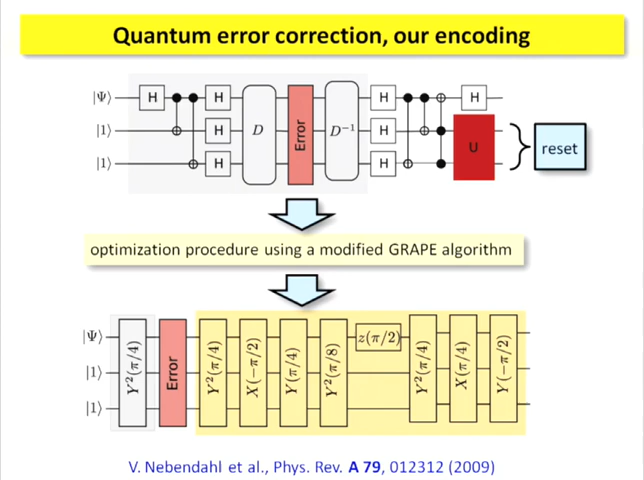 Quantum error correction, our encoding
|Ψ⟩ H H H H
|1⟩ H D Error D⁻¹ H U reset
|1⟩ H H
optimization procedure using a modified GRAPE algorithm
|Ψ⟩ Y²(π/4) Error Y²(π/4) X(−π/2) Y(π/4) Y²(π/8) z(π/2) Y²(π/4) X(π/4) Y(−π/2)
|1⟩
|1⟩
V. Nebendahl et al., Phys. Rev. A 79, 012312 (2009)